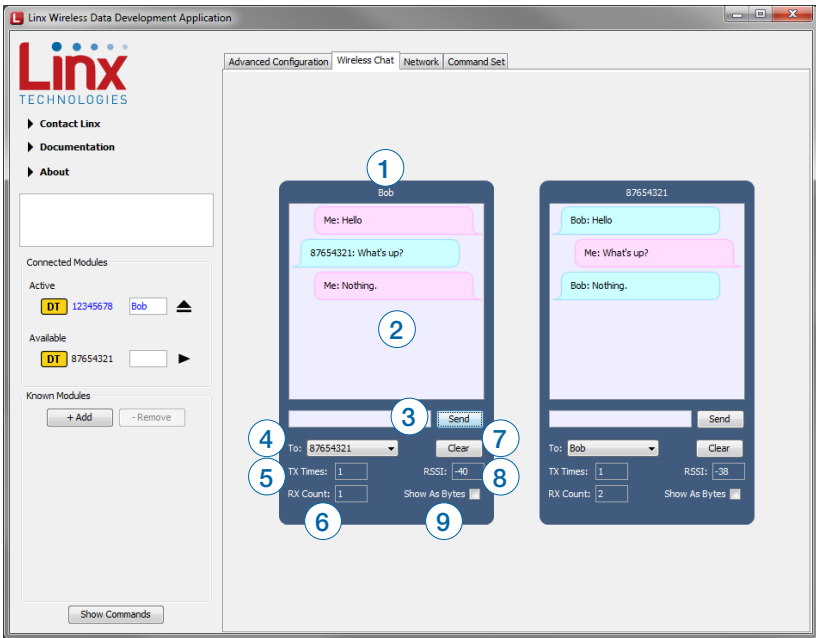 Linx Wireless Data Development Application
Linx
TECHNOLOGIES
Contact Linx
Documentation
About
Connected Modules
Active
DT 12345678 Bob
Available
DT 87654321
Known Modules
+ Add - Remove
Show Commands
Advanced Configuration Wireless Chat Network Command Set
1
Bob
Me: Hello
87654321: What's up?
Me: Nothing.
2
3 Send
4 To: 87654321 Clear 7
5 TX Times: 1 RSSI: -40 8
RX Count: 1 Show As Bytes
6 9
87654321
Bob: Hello
Me: What's up?
Bob: Nothing.
Send
To: Bob Clear
TX Times: 1 RSSI: -38
RX Count: 2 Show As Bytes